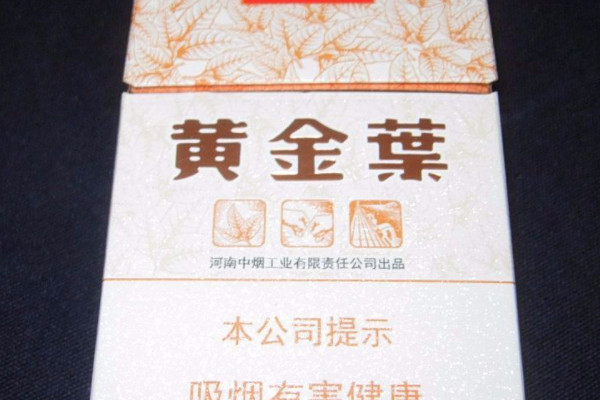 黄金葉
河南中烟工业有限责任公司出品
本公司提示
吸烟有害健康